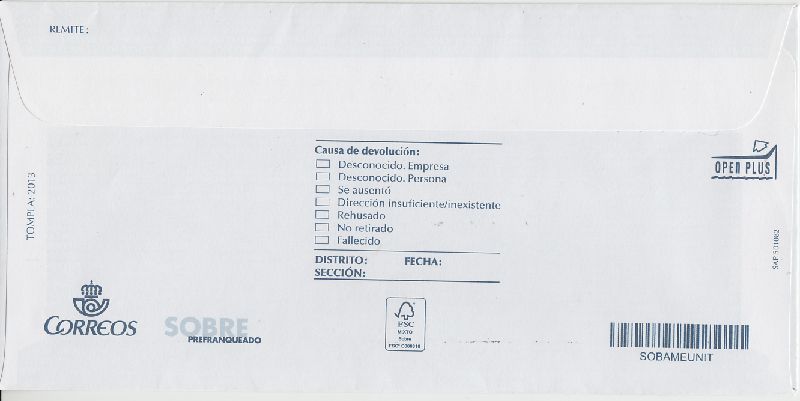 REMITE:
Causa de devolución:
Desconocido. Empresa
Desconocido. Persona
Se ausentó
Dirección insuficiente/inexistente
Rehusado
No retirado
Fallecido
DISTRITO: FECHA:
SECCIÓN:
OPEN PLUS
TOMPLA: 2013
CORREOS
SOBRE
PREFRANQUEADO
FSC
MIXTO
Sobre
SOBAMEUNIT